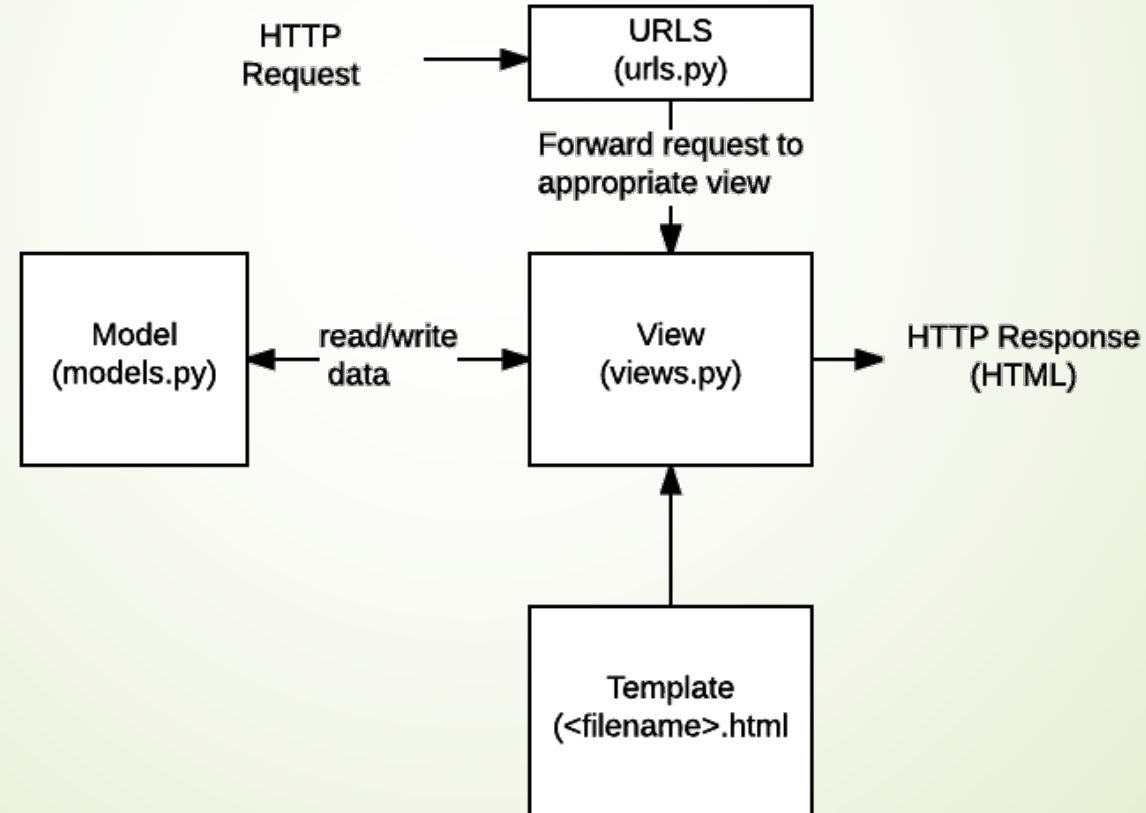 HTTP
Request
URLS
(urls.py)
Forward request to
appropriate view
Model
(models.py)
read/write
data
View
(views.py)
HTTP Response
(HTML)
Template
(<filename>.html